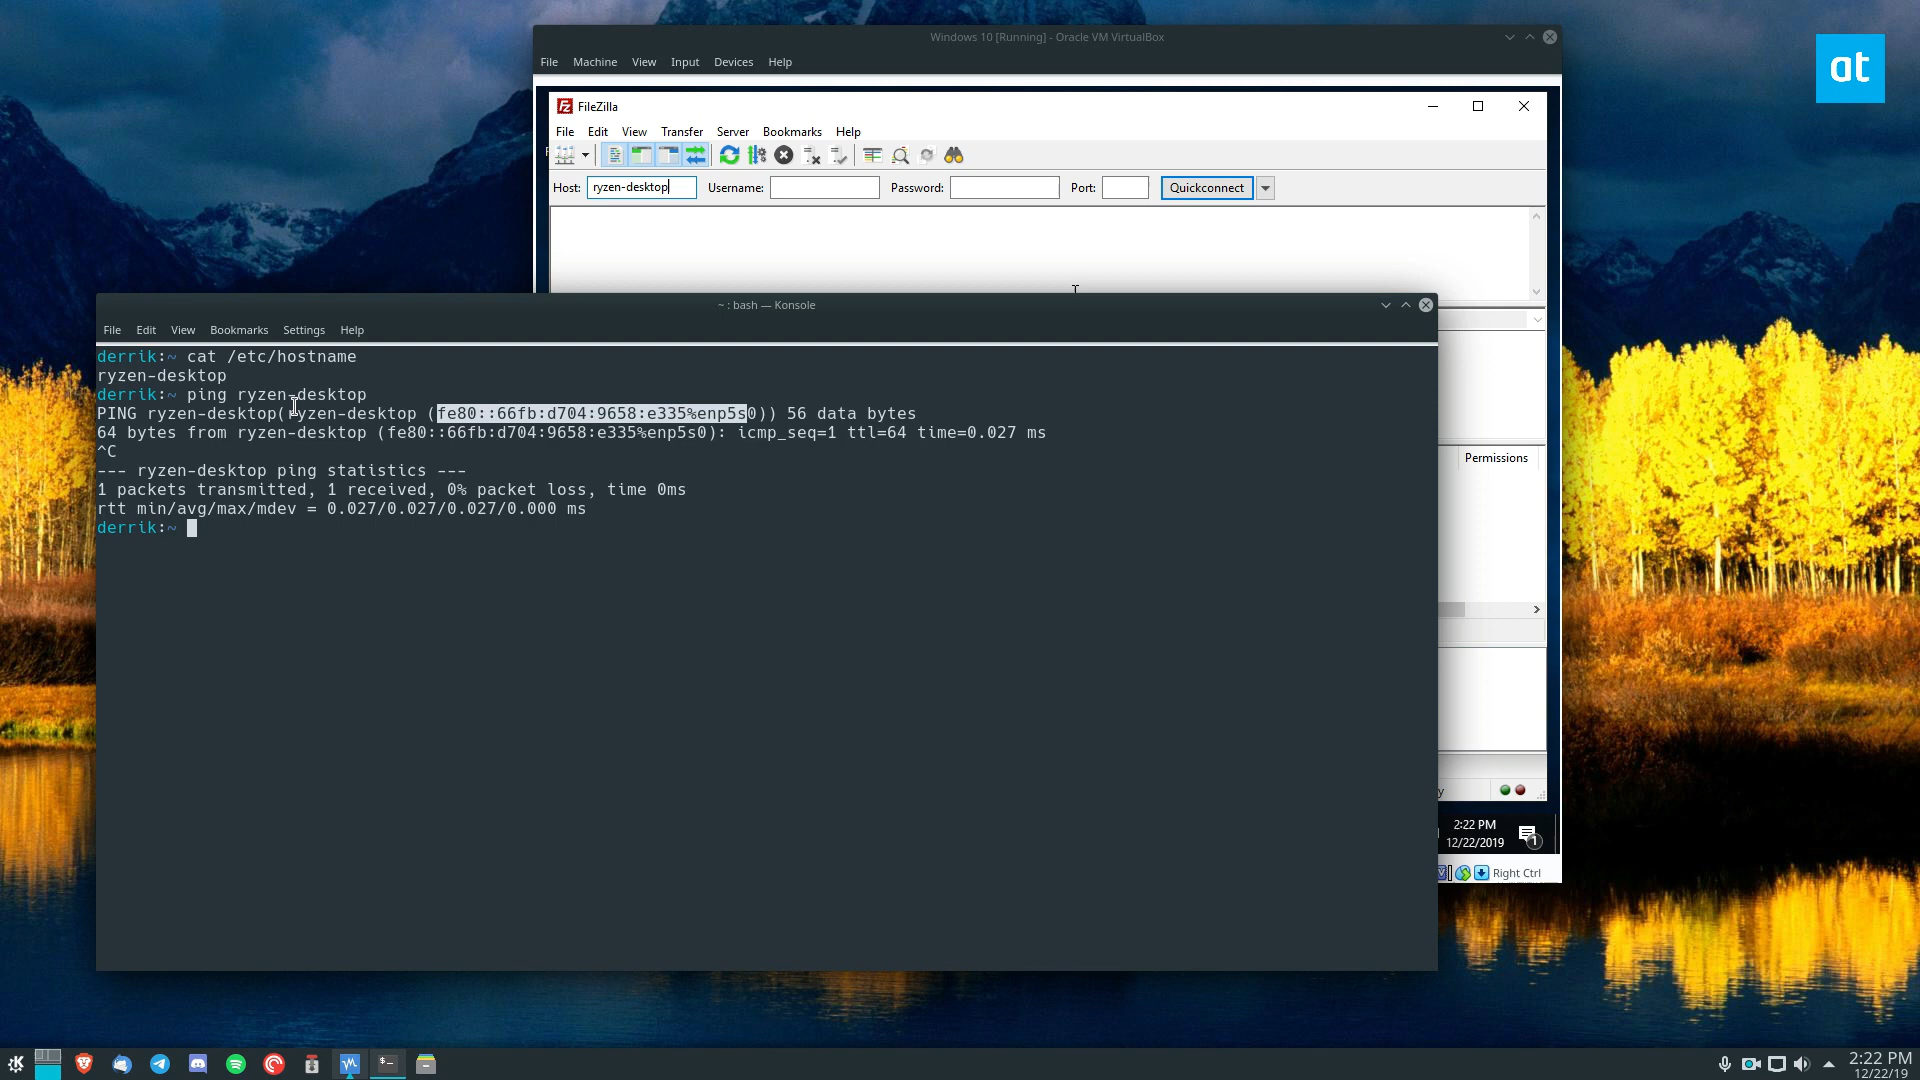 Windows 10 [Running] - Oracle VM VirtualBox
File Machine View Input Devices Help
at
FileZilla
File Edit View Transfer Server Bookmarks Help
Host: ryzen-desktop Username: Password: Port: Quickconnect
~ : bash — Konsole
File Edit View Bookmarks Settings Help
derrik:~ cat /etc/hostname
ryzen-desktop
derrik:~ ping ryzen-desktop
PING ryzen-desktop(ryzen-desktop (fe80::66fb:d704:9658:e335%enp5s0)) 56 data bytes
64 bytes from ryzen-desktop (fe80::66fb:d704:9658:e335%enp5s0): icmp_seq=1 ttl=64 time=0.027 ms
^C
--- ryzen-desktop ping statistics ---
1 packets transmitted, 1 received, 0% packet loss, time 0ms
rtt min/avg/max/mdev = 0.027/0.027/0.027/0.000 ms
derrik:~
Permissions
y
2:22 PM
12/22/2019
1
Right Ctrl
2:22 PM
12/22/19